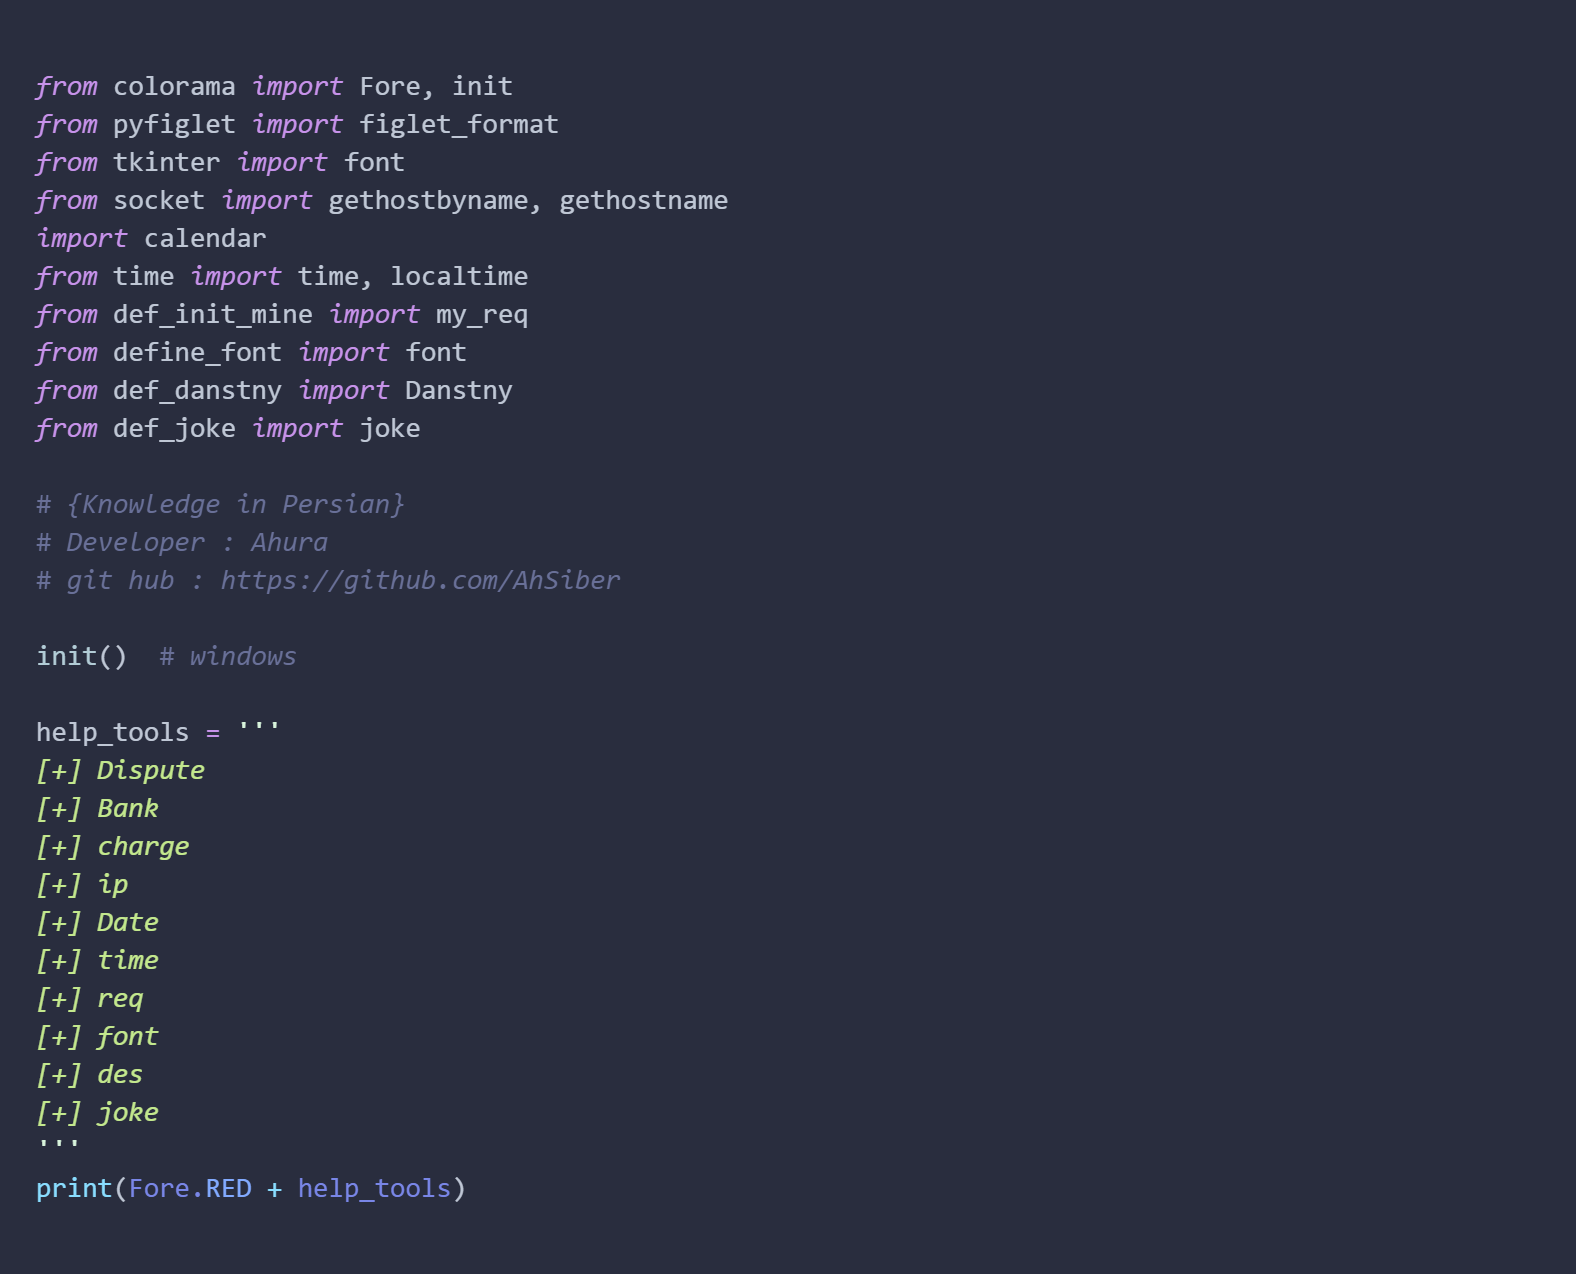 from colorama import Fore, init
from pyfiglet import figlet_format
from tkinter import font
from socket import gethostbyname, gethostname
import calendar
from time import time, localtime
from def_init_mine import my_req
from define_font import font
from def_danstny import Danstny
from def_joke import joke
# {Knowledge in Persian}
# Developer : Ahura
# git hub : https://github.com/AhSiber
init()  # windows
help_tools = '''
[+] Dispute
[+] Bank
[+] charge
[+] ip
[+] Date
[+] time
[+] req
[+] font
[+] des
[+] joke
'''
print(Fore.RED + help_tools)